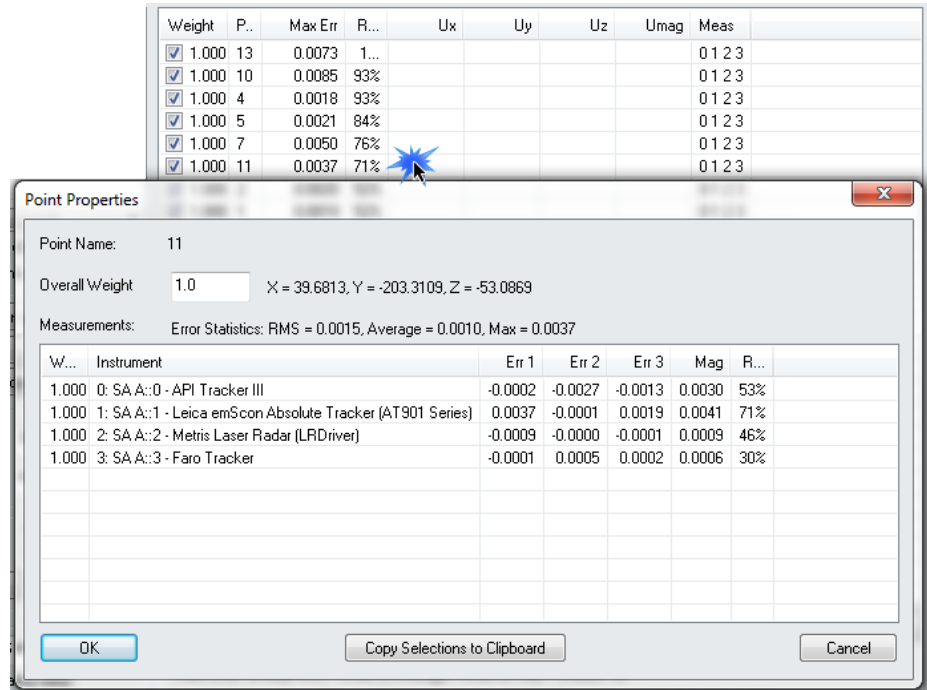 Weight P.. Max Err R... Ux Uy Uz Umag Meas
1.000 13 0.0073 1... 0 1 2 3
1.000 10 0.0085 93% 0 1 2 3
1.000 4 0.0018 93% 0 1 2 3
1.000 5 0.0021 84% 0 1 2 3
1.000 7 0.0050 76% 0 1 2 3
1.000 11 0.0037 71% 0 1 2 3
Point Properties
Point Name: 11
Overall Weight 1.0 X = 39.6813, Y = -203.3109, Z = -53.0869
Measurements: Error Statistics: RMS = 0.0015, Average = 0.0010, Max = 0.0037
W... Instrument Err 1 Err 2 Err 3 Mag R...
1.000 0: SA A::0 - API Tracker III -0.0002 -0.0027 -0.0013 0.0030 53%
1.000 1: SA A::1 - Leica emScon Absolute Tracker (AT901 Series) 0.0037 -0.0001 0.0019 0.0041 71%
1.000 2: SA A::2 - Metris Laser Radar (LRDriver) -0.0009 -0.0000 -0.0001 0.0009 46%
1.000 3: SA A::3 - Faro Tracker -0.0001 0.0005 0.0002 0.0006 30%
OK Copy Selections to Clipboard Cancel